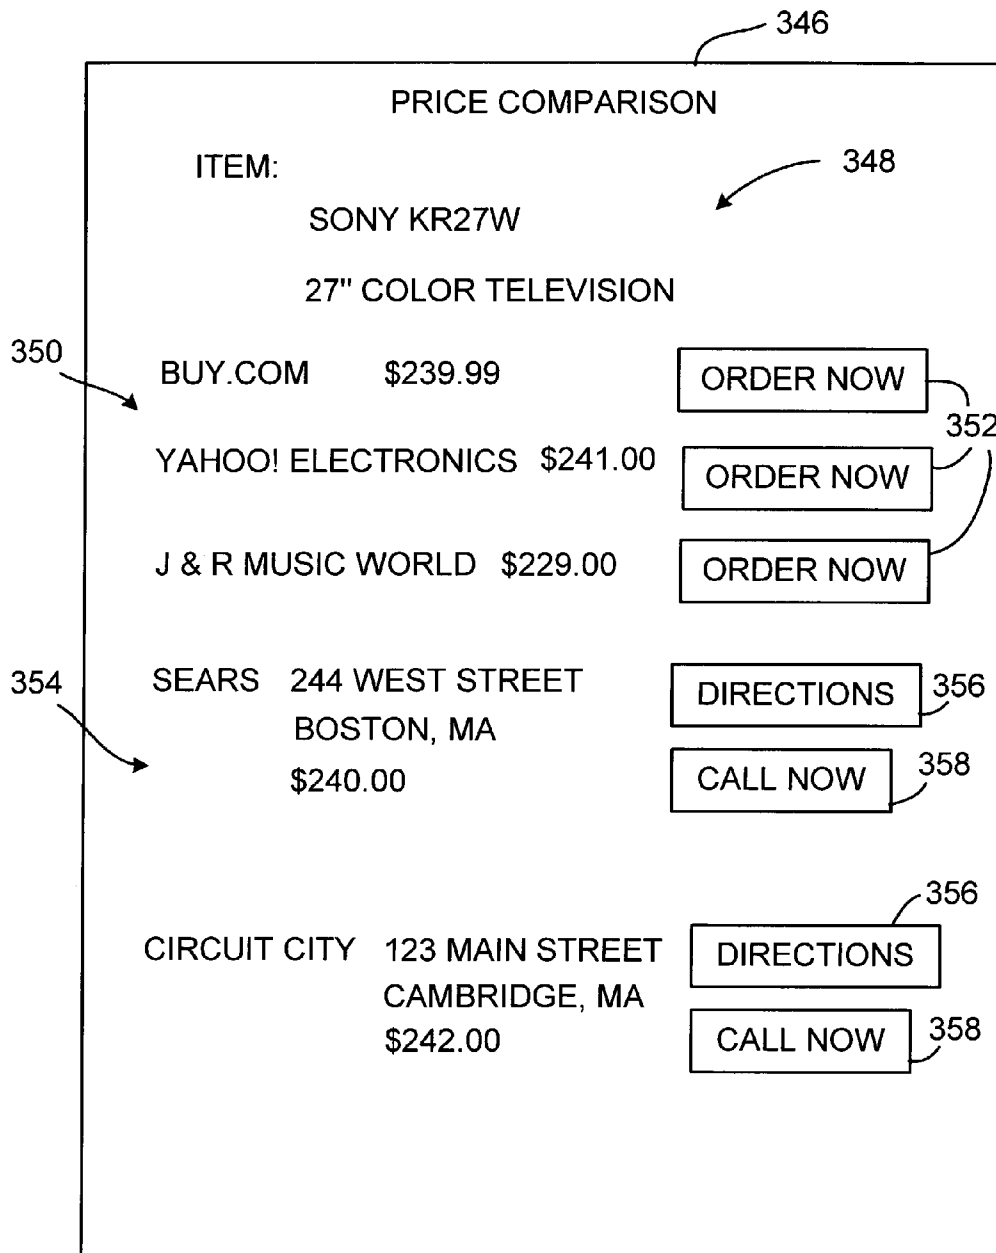 346
PRICE COMPARISON
ITEM:
348
SONY KR27W
27" COLOR TELEVISION
350
BUY.COM $239.99 ORDER NOW
352
YAHOO! ELECTRONICS $241.00 ORDER NOW
J & R MUSIC WORLD $229.00 ORDER NOW
354 SEARS 244 WEST STREET DIRECTIONS 356
BOSTON, MA
$240.00 CALL NOW 358
356
CIRCUIT CITY 123 MAIN STREET DIRECTIONS
CAMBRIDGE, MA
$242.00 CALL NOW 358